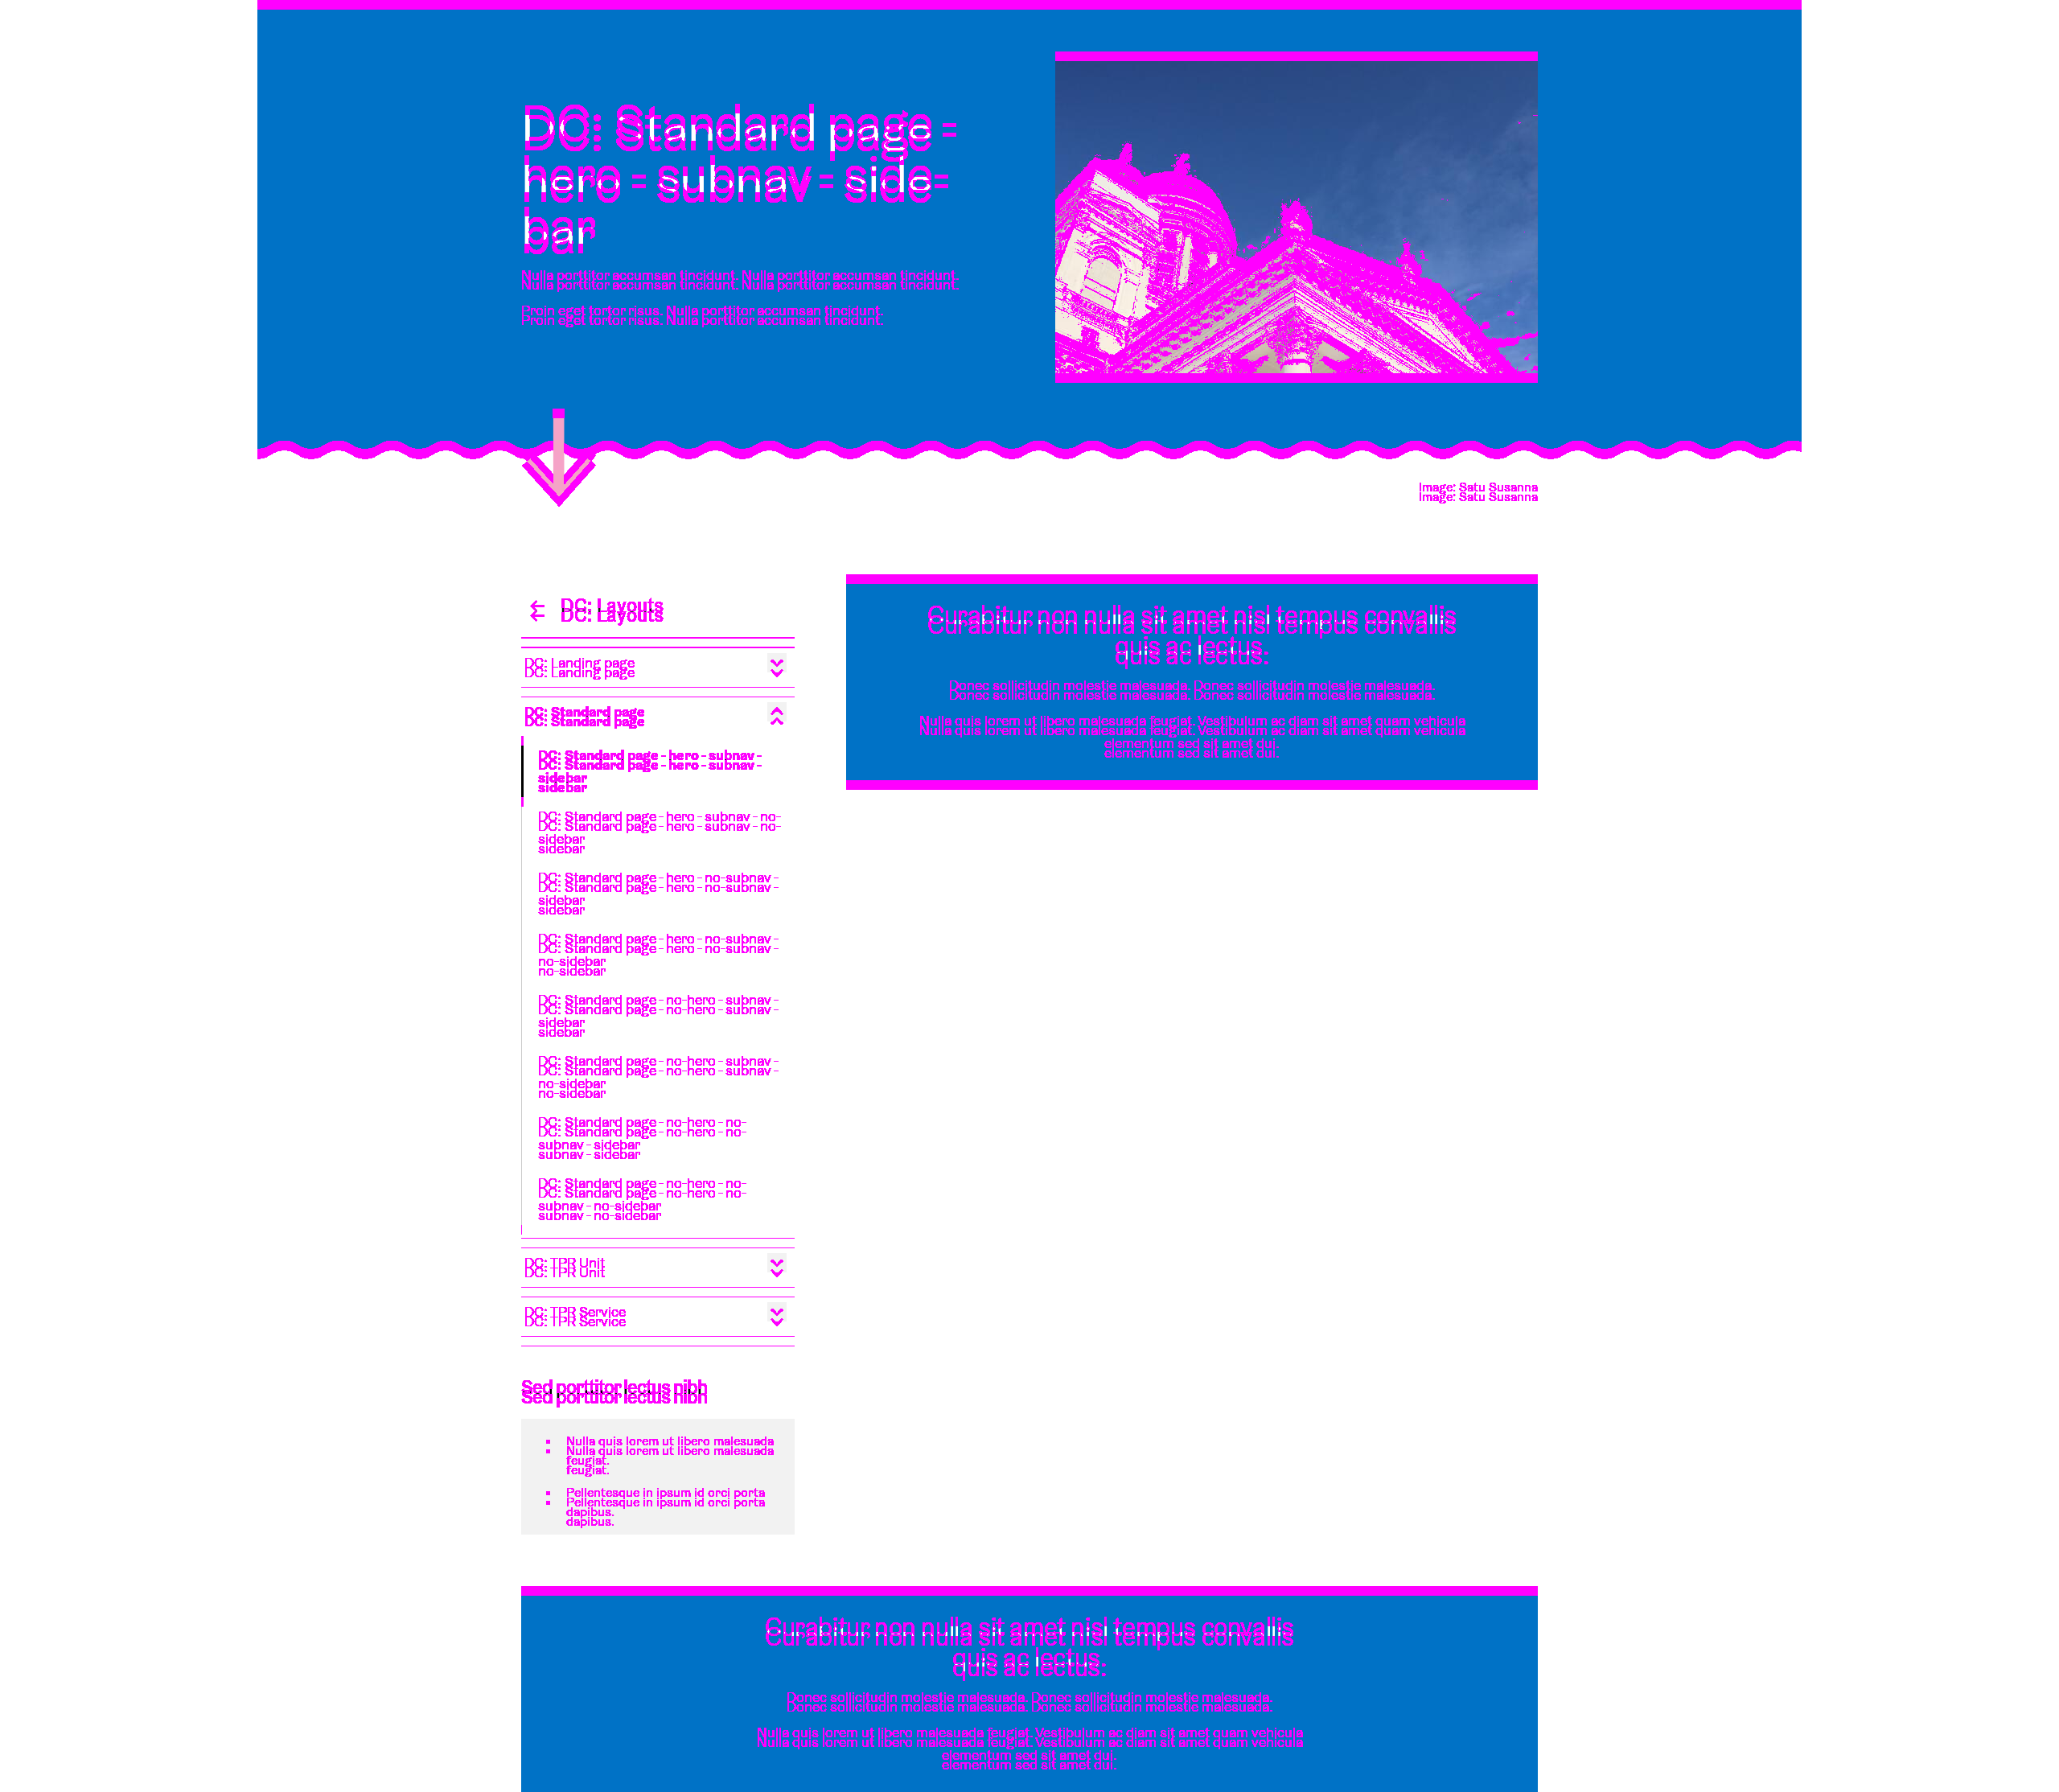 DC: Standard page -
hero - subnav - side-
bar
Nulla porttitor accumsan tincidunt. Nulla porttitor accumsan tincidunt.
Proin eget tortor risus. Nulla porttitor accumsan tincidunt.
Image: Satu Susanna
DC: Layouts
DC: Landing page
DC: Standard page
DC: Standard page - hero - subnav -
sidebar
DC: Standard page - hero - subnav - no-
sidebar
DC: Standard page - hero - no-subnav -
sidebar
DC: Standard page - hero - no-subnav -
no-sidebar
DC: Standard page - no-hero - subnav -
sidebar
DC: Standard page - no-hero - subnav -
no-sidebar
DC: Standard page - no-hero - no-
subnav - sidebar
DC: Standard page - no-hero - no-
subnav - no-sidebar
DC: TPR Unit
DC: TPR Service
Sed porttitor lectus nibh
Nulla quis lorem ut libero malesuada
feugiat.
Pellentesque in ipsum id orci porta
dapibus.
Curabitur non nulla sit amet nisl tempus convallis
quis ac lectus.
Donec sollicitudin molestie malesuada. Donec sollicitudin molestie malesuada.
Nulla quis lorem ut libero malesuada feugiat. Vestibulum ac diam sit amet quam vehicula
elementum sed sit amet dui.
Curabitur non nulla sit amet nisl tempus convallis
quis ac lectus.
Donec sollicitudin molestie malesuada. Donec sollicitudin molestie malesuada.
Nulla quis lorem ut libero malesuada feugiat. Vestibulum ac diam sit amet quam vehicula
elementum sed sit amet dui.